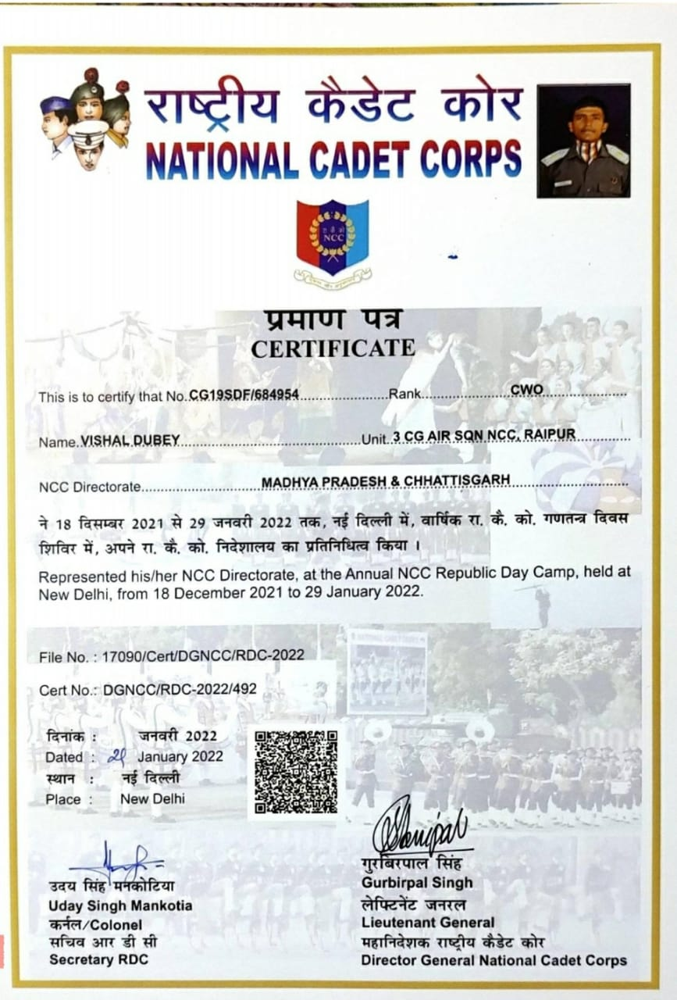 राष्ट्रीय कैडेट कोर
NATIONAL CADET CORPS
रा कै को
NCC
प्रमाण पत्र
CERTIFICATE
This is to certify that No. CG19SDF/684954 Rank CWO
Name. VISHAL DUBEY Unit. 3 CG AIR SQN NCC, RAIPUR
NCC Directorate MADHYA PRADESH & CHHATTISGARH
ने 18 दिसम्बर 2021 से 29 जनवरी 2022 तक, नई दिल्ली में, वार्षिक रा. कै. को. गणतन्त्र दिवस
शिविर में, अपने रा. कै. को. निदेशालय का प्रतिनिधित्व किया ।
Represented his/her NCC Directorate, at the Annual NCC Republic Day Camp, held at
New Delhi, from 18 December 2021 to 29 January 2022.
NATIONAL CADET CORPS
File No. : 17090/Cert/DGNCC/RDC-2022
Cert No.: DGNCC/RDC-2022/492
दिनांक : जनवरी 2022
Dated : January 2022
स्थान : नई दिल्ली
Place : New Delhi
उदय सिंह मनकोटिया
Uday Singh Mankotia
कर्नल/Colonel
सचिव आर डी सी
Secretary RDC
गुरबिरपाल सिंह
Gurbirpal Singh
लेफ्टिनेंट जनरल
Lieutenant General
महानिदेशक राष्ट्रीय कैडेट कोर
Director General National Cadet Corps